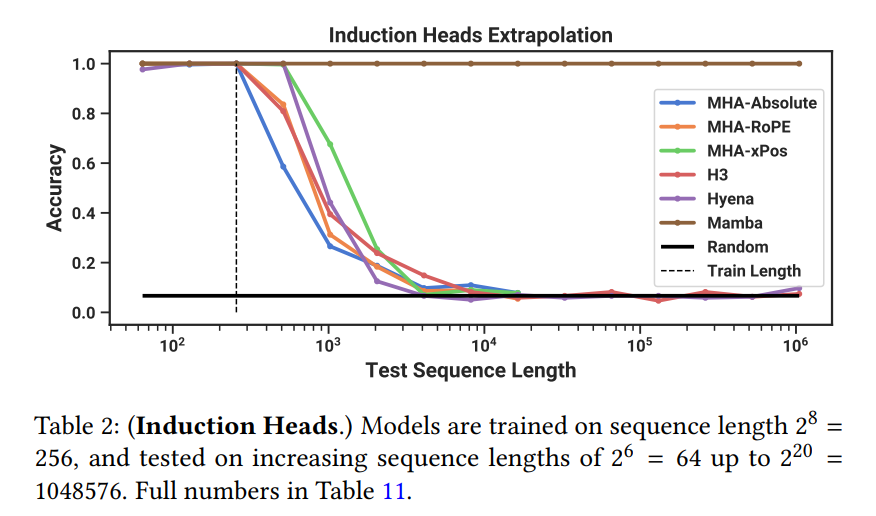 Induction Heads Extrapolation
1.0
0.8
0.6
0.4
0.2
0.0
Accuracy
MHA-Absolute
MHA-RoPE
MHA-xPos
H3
Hyena
Mamba
Random
Train Length
10² 10³ 10⁴ 10⁵ 10⁶
Test Sequence Length
Table 2: (Induction Heads.) Models are trained on sequence length 2⁸ =
256, and tested on increasing sequence lengths of 2⁶ = 64 up to 2²⁰ =
1048576. Full numbers in Table 11.